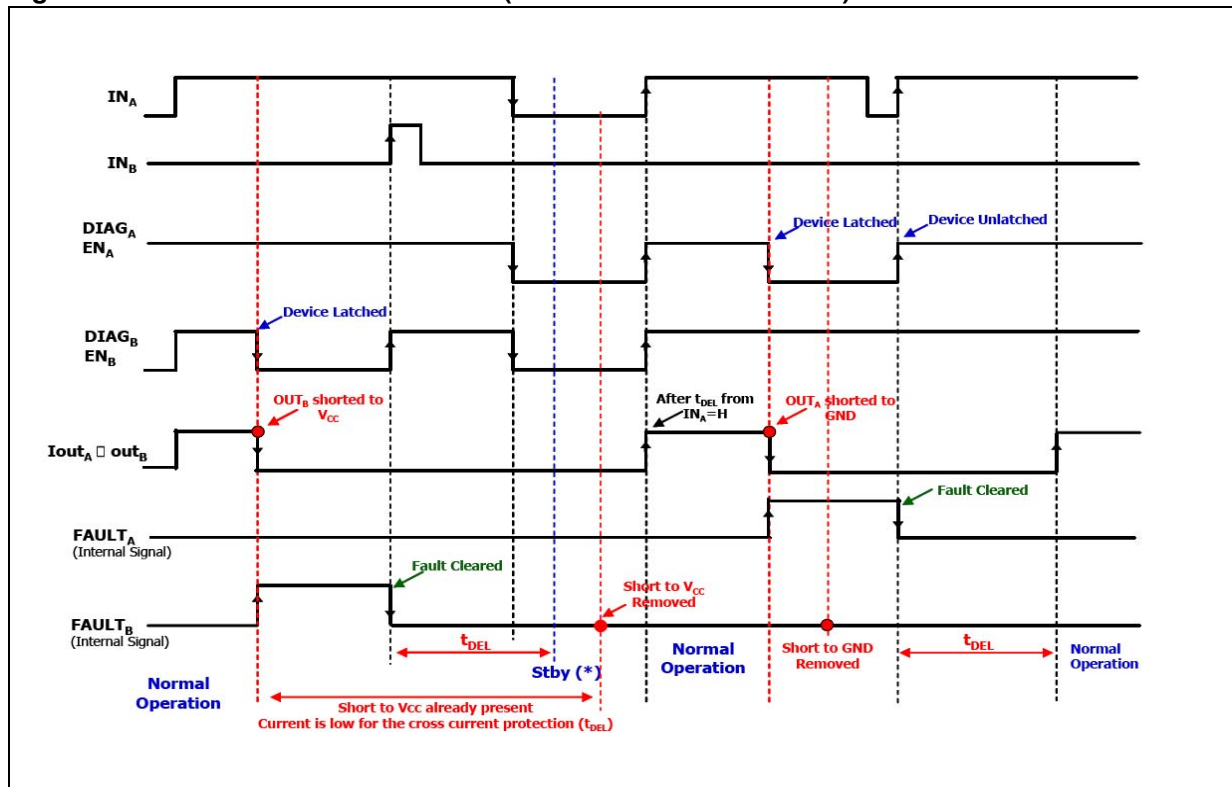 IN_A
IN_B
DIAG_A
EN_A
Device Latched
Device Unlatched
DIAG_B
EN_B
Device Latched
OUT_B shorted to
V_CC
After t_DEL from
IN_A=H
OUT_A shorted to
GND
Iout_A □ out_B
Fault Cleared
FAULT_A
(Internal Signal)
Fault Cleared
Short to V_CC
Removed
FAULT_B
(Internal Signal)
t_DEL
Stby (*)
Normal
Operation
Short to GND
Removed
t_DEL
Normal
Operation
Normal
Operation
Short to Vcc already present
Current is low for the cross current protection (t_DEL)